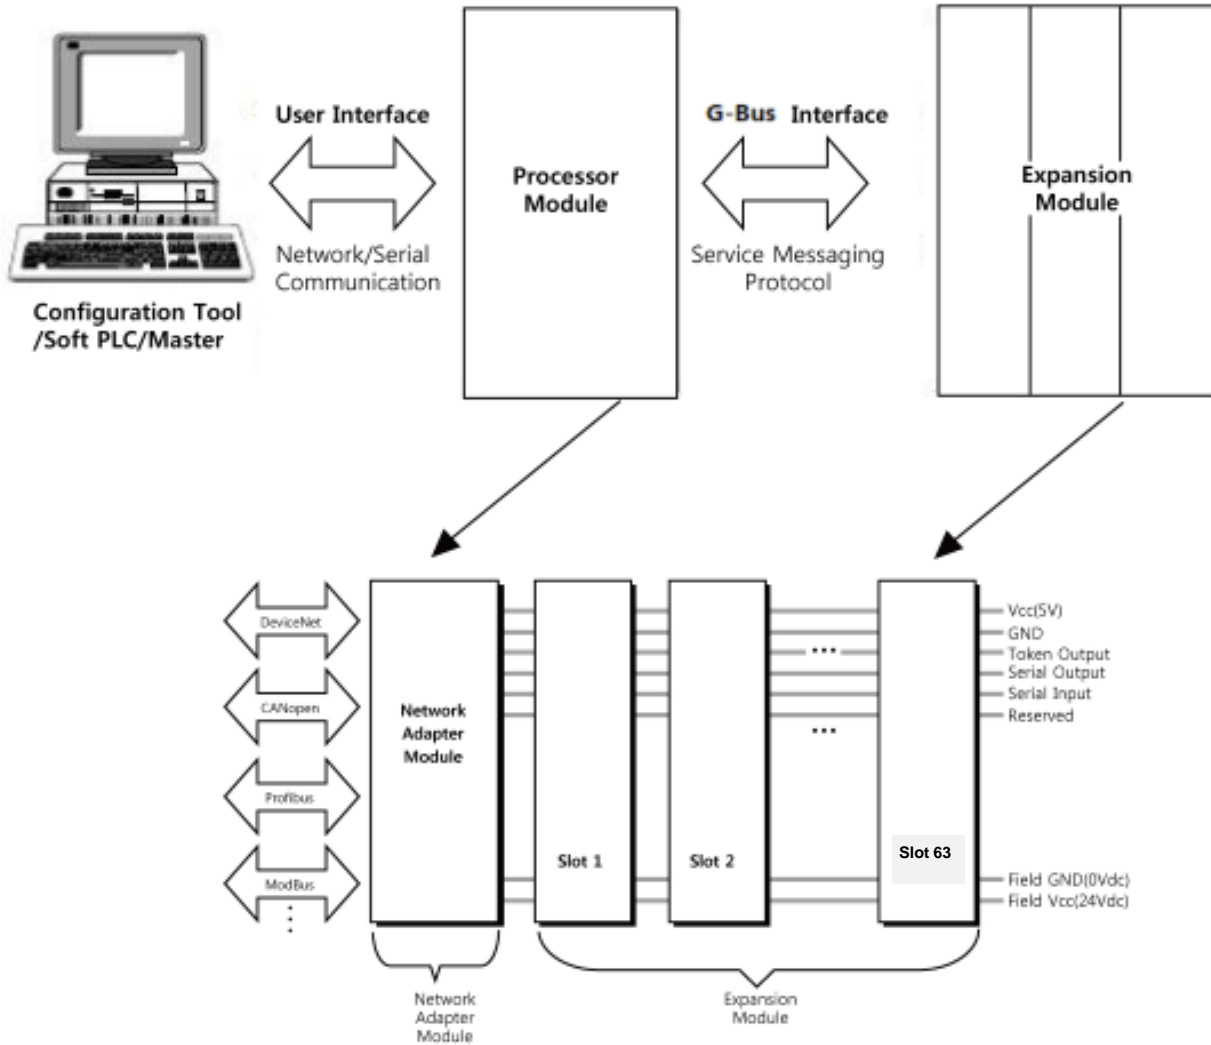 User Interface
G-Bus Interface
Processor
Module
Expansion
Module
Network/Serial
Communication
Service Messaging
Protocol
Configuration Tool
/Soft PLC/Master
DeviceNet
CANopen
Profibus
ModBus
Network
Adapter
Module
Slot 1
Slot 2
Slot 63
Vcc(5V)
GND
Token Output
Serial Output
Serial Input
Reserved
Field GND(0Vdc)
Field Vcc(24Vdc)
Network
Adapter
Module
Expansion
Module